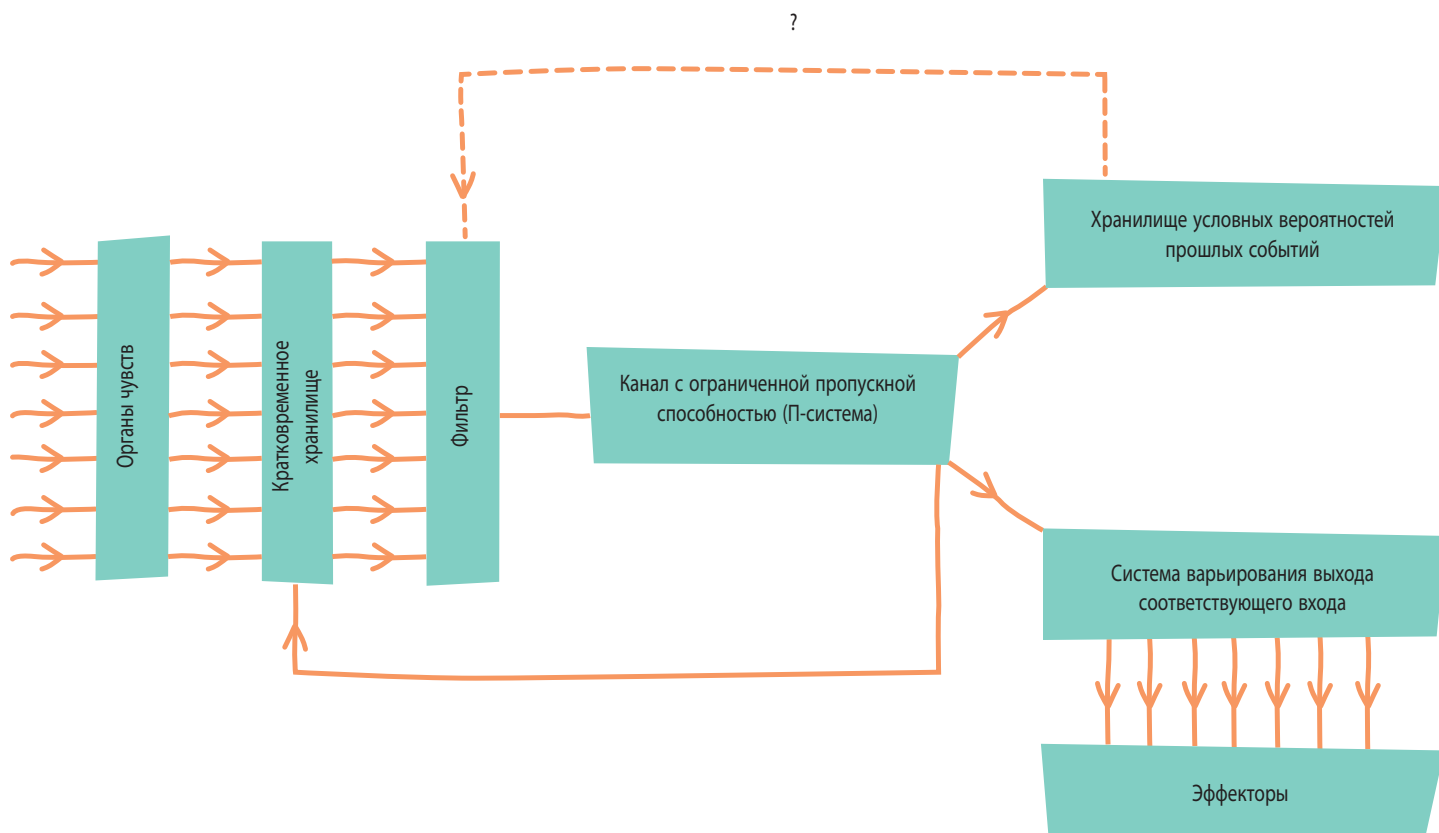 ?
Хранилище условных вероятностей
прошлых событий
Органы чувств
Кратковременное
хранилище
Фильтр
Канал с ограниченной пропускной
способностью (П-система)
Система варьирования выхода
соответствующего входа
Эффекторы